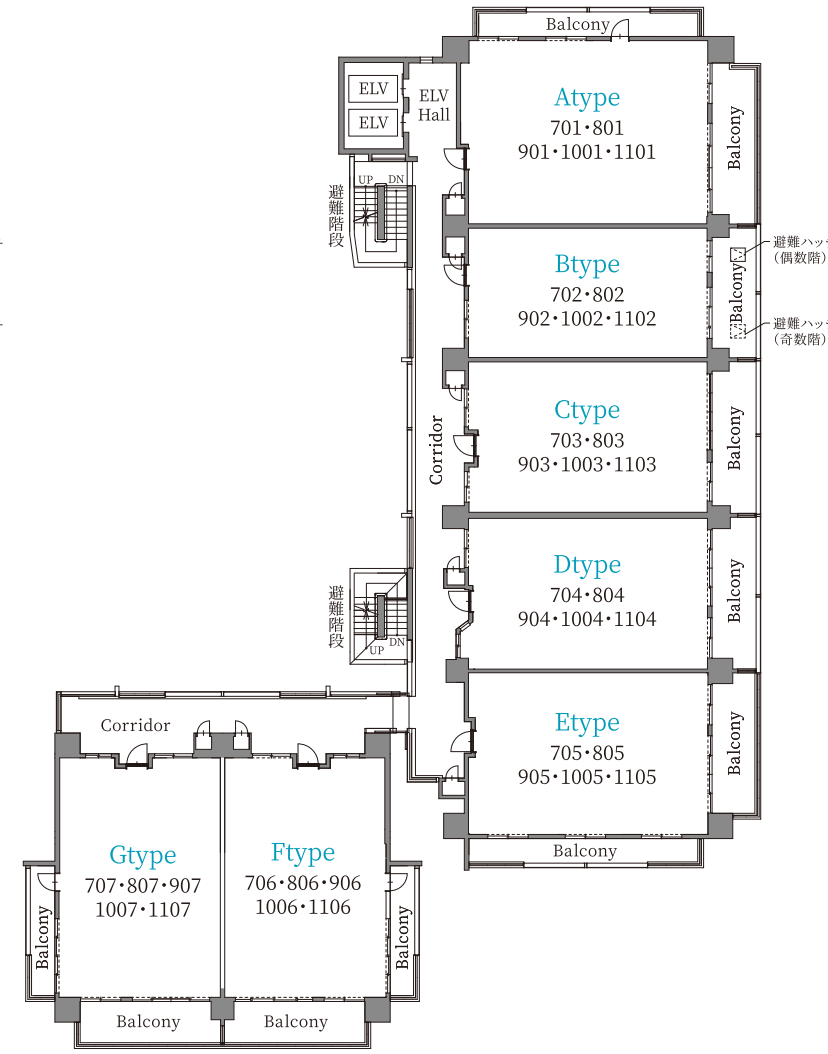 Balcony
ELV
ELV
ELV
Hall
Atype
701・801
901・1001・1101
Balcony
UP
DN
避難階段
Btype
702・802
902・1002・1102
Balcony
避難ハッ
（偶数階）
避難ハッ
（奇数階）
Corridor
Ctype
703・803
903・1003・1103
Balcony
Dtype
704・804
904・1004・1104
Balcony
避難階段
DN
UP
Corridor
Etype
705・805
905・1005・1105
Balcony
Balcony
Gtype
707・807・907
1007・1107
Ftype
706・806・906
1006・1106
Balcony
Balcony
Balcony
Balcony